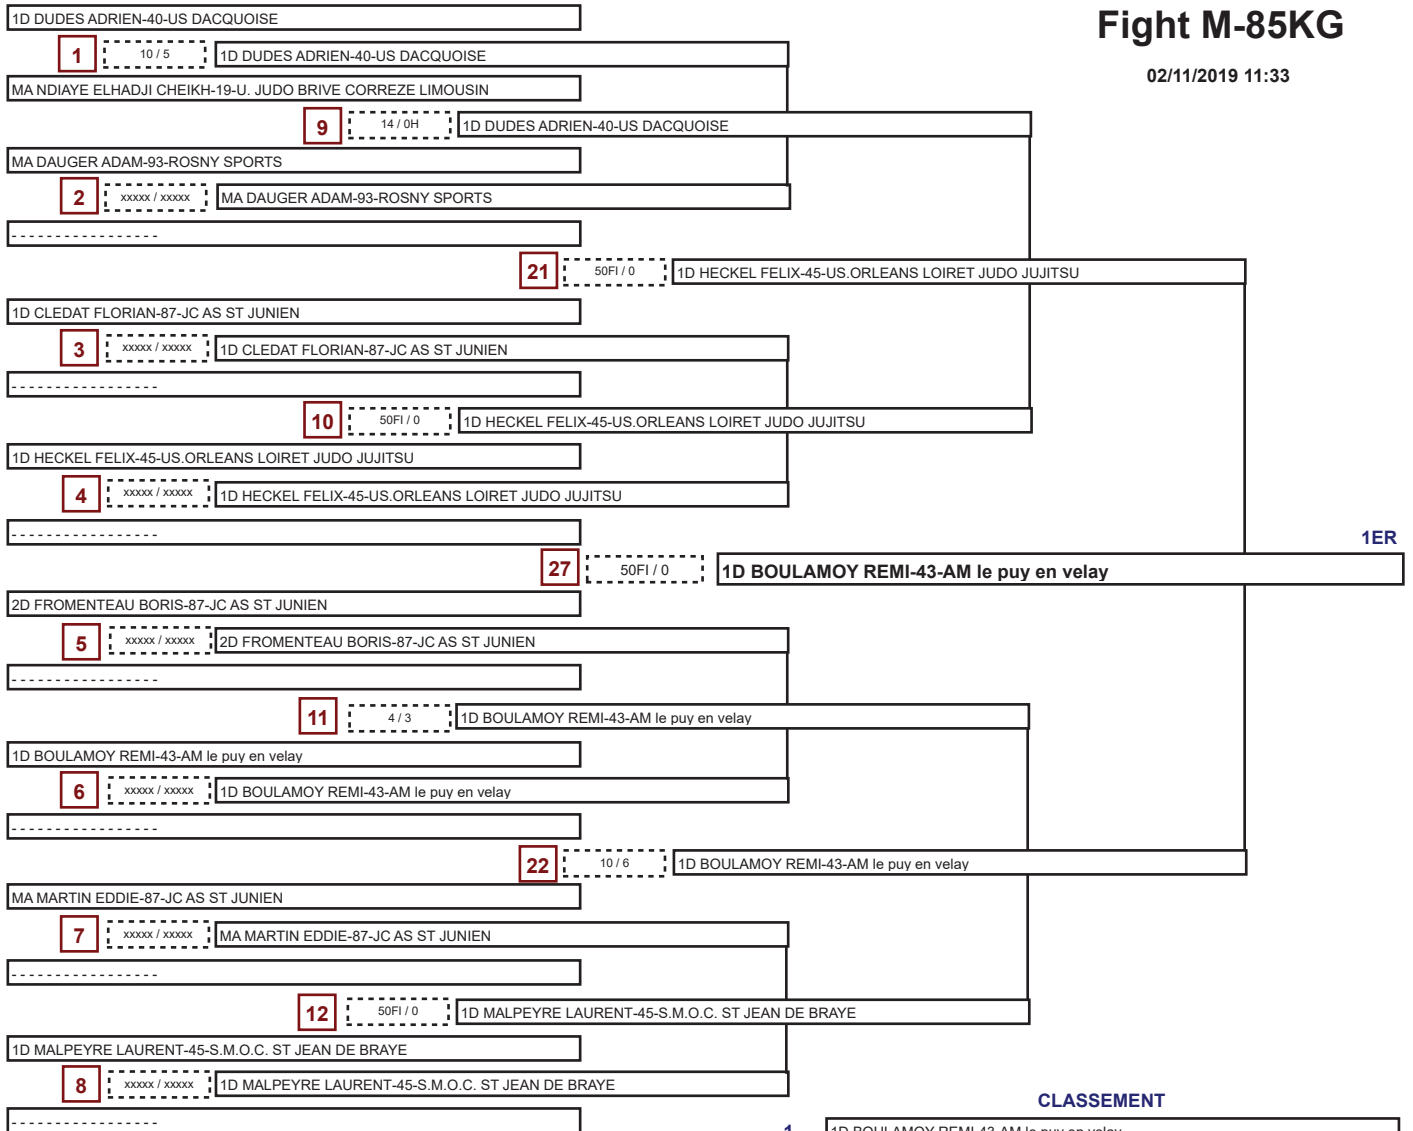 1D DUDES ADRIEN-40-US DACQUOISE
Fight M-85KG
1 10 / 5 1D DUDES ADRIEN-40-US DACQUOISE
02/11/2019 11:33
MA NDIAYE ELHADJI CHEIKH-19-U. JUDO BRIVE CORREZE LIMOUSIN
9 14 / 0H 1D DUDES ADRIEN-40-US DACQUOISE
MA DAUGER ADAM-93-ROSNY SPORTS
2 xxxxx / xxxxx MA DAUGER ADAM-93-ROSNY SPORTS
- - - - - - - - - - - - - - - - -
21 50FI / 0 1D HECKEL FELIX-45-US.ORLEANS LOIRET JUDO JUJITSU
1D CLEDAT FLORIAN-87-JC AS ST JUNIEN
3 xxxxx / xxxxx 1D CLEDAT FLORIAN-87-JC AS ST JUNIEN
- - - - - - - - - - - - - - - - -
10 50FI / 0 1D HECKEL FELIX-45-US.ORLEANS LOIRET JUDO JUJITSU
1D HECKEL FELIX-45-US.ORLEANS LOIRET JUDO JUJITSU
4 xxxxx / xxxxx 1D HECKEL FELIX-45-US.ORLEANS LOIRET JUDO JUJITSU
- - - - - - - - - - - - - - - - -
1ER
27 50FI / 0 1D BOULAMOY REMI-43-AM le puy en velay
2D FROMENTEAU BORIS-87-JC AS ST JUNIEN
5 xxxxx / xxxxx 2D FROMENTEAU BORIS-87-JC AS ST JUNIEN
- - - - - - - - - - - - - - - - -
11 4 / 3 1D BOULAMOY REMI-43-AM le puy en velay
1D BOULAMOY REMI-43-AM le puy en velay
6 xxxxx / xxxxx 1D BOULAMOY REMI-43-AM le puy en velay
- - - - - - - - - - - - - - - - -
22 10 / 6 1D BOULAMOY REMI-43-AM le puy en velay
MA MARTIN EDDIE-87-JC AS ST JUNIEN
7 xxxxx / xxxxx MA MARTIN EDDIE-87-JC AS ST JUNIEN
- - - - - - - - - - - - - - - - -
12 50FI / 0 1D MALPEYRE LAURENT-45-S.M.O.C. ST JEAN DE BRAYE
1D MALPEYRE LAURENT-45-S.M.O.C. ST JEAN DE BRAYE
8 xxxxx / xxxxx 1D MALPEYRE LAURENT-45-S.M.O.C. ST JEAN DE BRAYE
CLASSEMENT
- - - - - - - - - - - - - - - - -
1 1D BOULAMOY REMI-43-AM le puy en velay